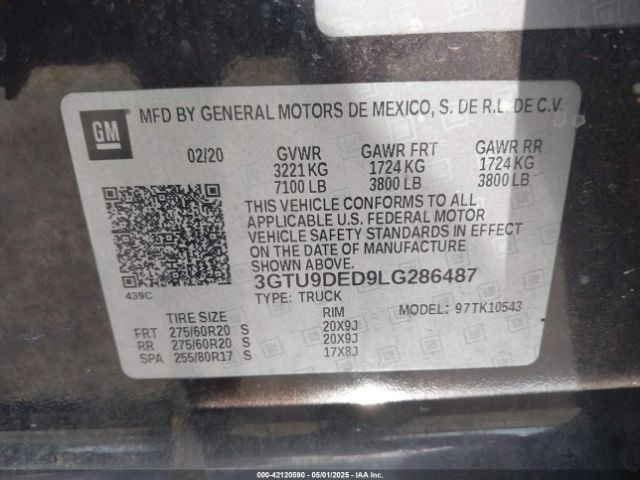 GM
MFD BY GENERAL MOTORS DE MEXICO, S. DE R.L. DE C.V.
02/20 GVWR GAWR FRT GAWR RR
3221 KG 1724 KG 1724 KG
7100 LB 3800 LB 3800 LB
THIS VEHICLE CONFORMS TO ALL
APPLICABLE U.S. FEDERAL MOTOR
VEHICLE SAFETY STANDARDS IN EFFECT
ON THE DATE OF MANUFACTURE
SHOWN ABOVE.
3GTU9DED9LG286487
439C TYPE: TRUCK MODEL: 97TK10543
TIRE SIZE RIM
FRT 275/60R20 S 20X9J
RR 275/60R20 S 20X9J
SPA 255/80R17 S 17X8J
000-42120590 - 05/01/2025 - IAA INC.